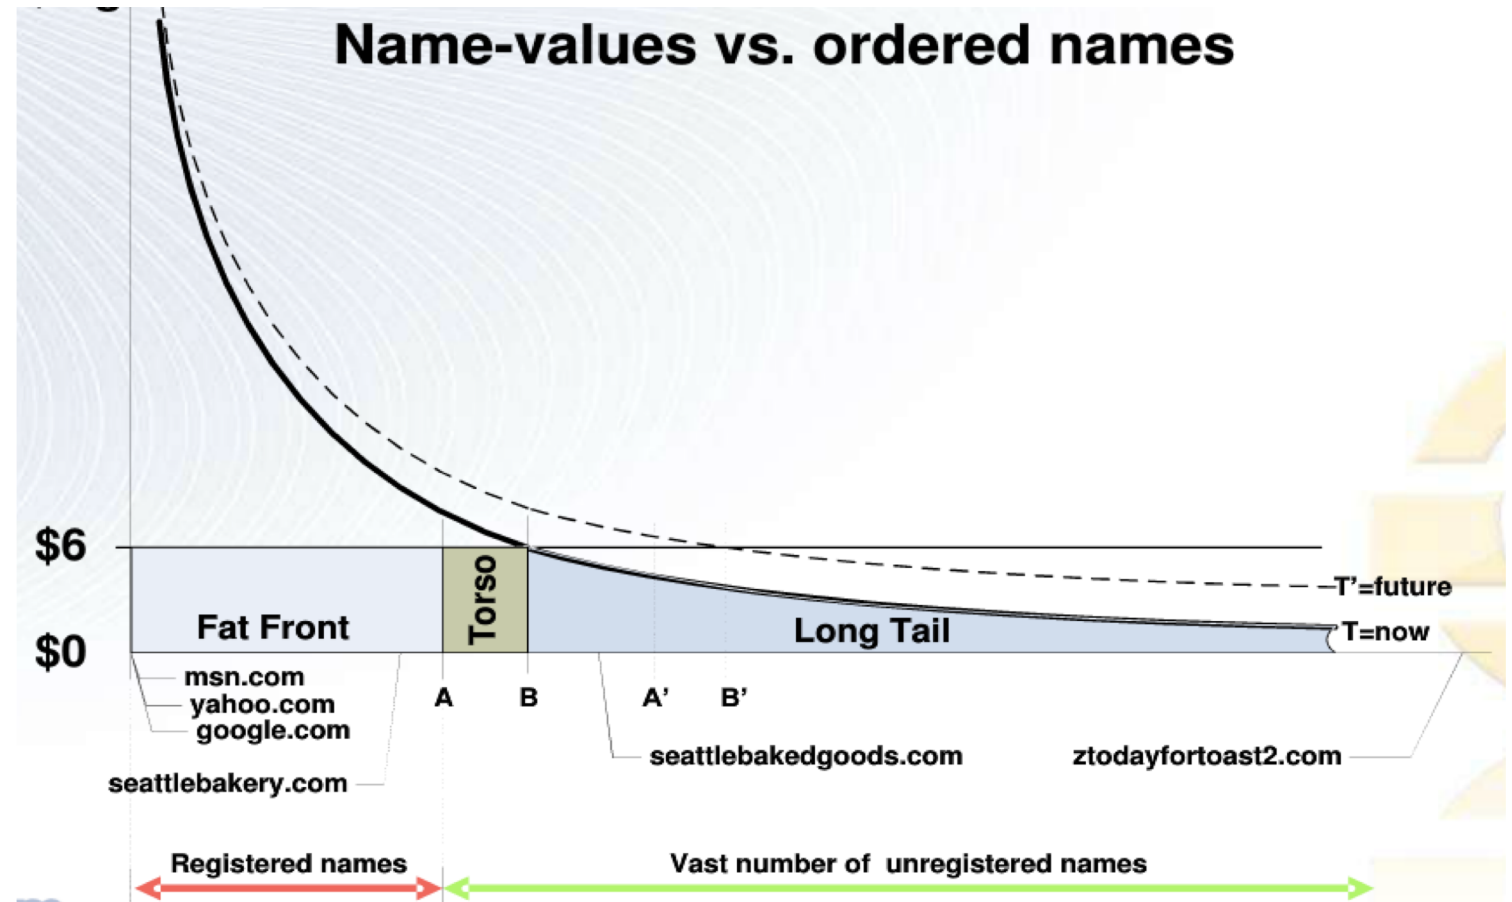 Name-values vs. ordered names
$6
Torso
Fat Front
Long Tail
T'=future
T=now
$0
msn.com
yahoo.com
google.com
A
B
A'
B'
seattlebakery.com
seattlebakedgoods.com
ztodayfortoast2.com
Registered names
Vast number of unregistered names